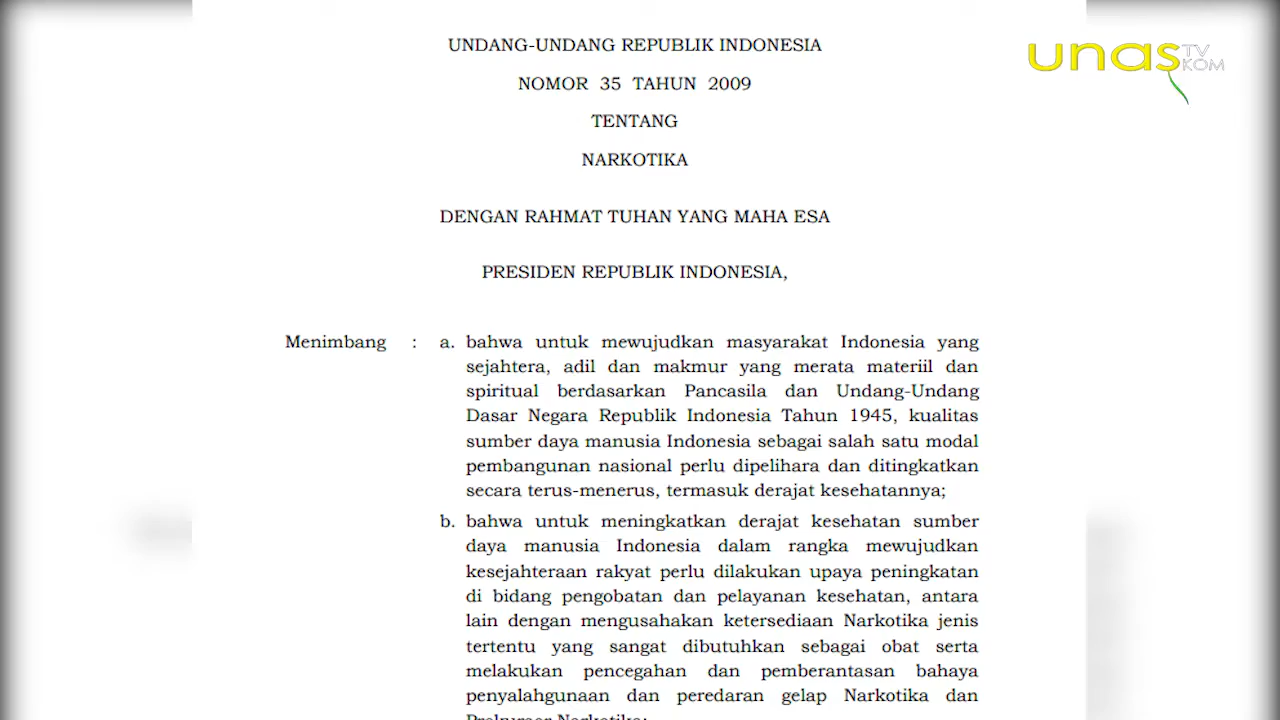 UNDANG-UNDANG REPUBLIK INDONESIA
NOMOR 35 TAHUN 2009
TENTANG
NARKOTIKA
DENGAN RAHMAT TUHAN YANG MAHA ESA
PRESIDEN REPUBLIK INDONESIA,
Menimbang : a. bahwa untuk mewujudkan masyarakat Indonesia yang
sejahtera, adil dan makmur yang merata materiil dan
spiritual berdasarkan Pancasila dan Undang-Undang
Dasar Negara Republik Indonesia Tahun 1945, kualitas
sumber daya manusia Indonesia sebagai salah satu modal
pembangunan nasional perlu dipelihara dan ditingkatkan
secara terus-menerus, termasuk derajat kesehatannya;
b. bahwa untuk meningkatkan derajat kesehatan sumber
daya manusia Indonesia dalam rangka mewujudkan
kesejahteraan rakyat perlu dilakukan upaya peningkatan
di bidang pengobatan dan pelayanan kesehatan, antara
lain dengan mengusahakan ketersediaan Narkotika jenis
tertentu yang sangat dibutuhkan sebagai obat serta
melakukan pencegahan dan pemberantasan bahaya
penyalahgunaan dan peredaran gelap Narkotika dan
Prekursor Narkotika;
unas TV
KOM